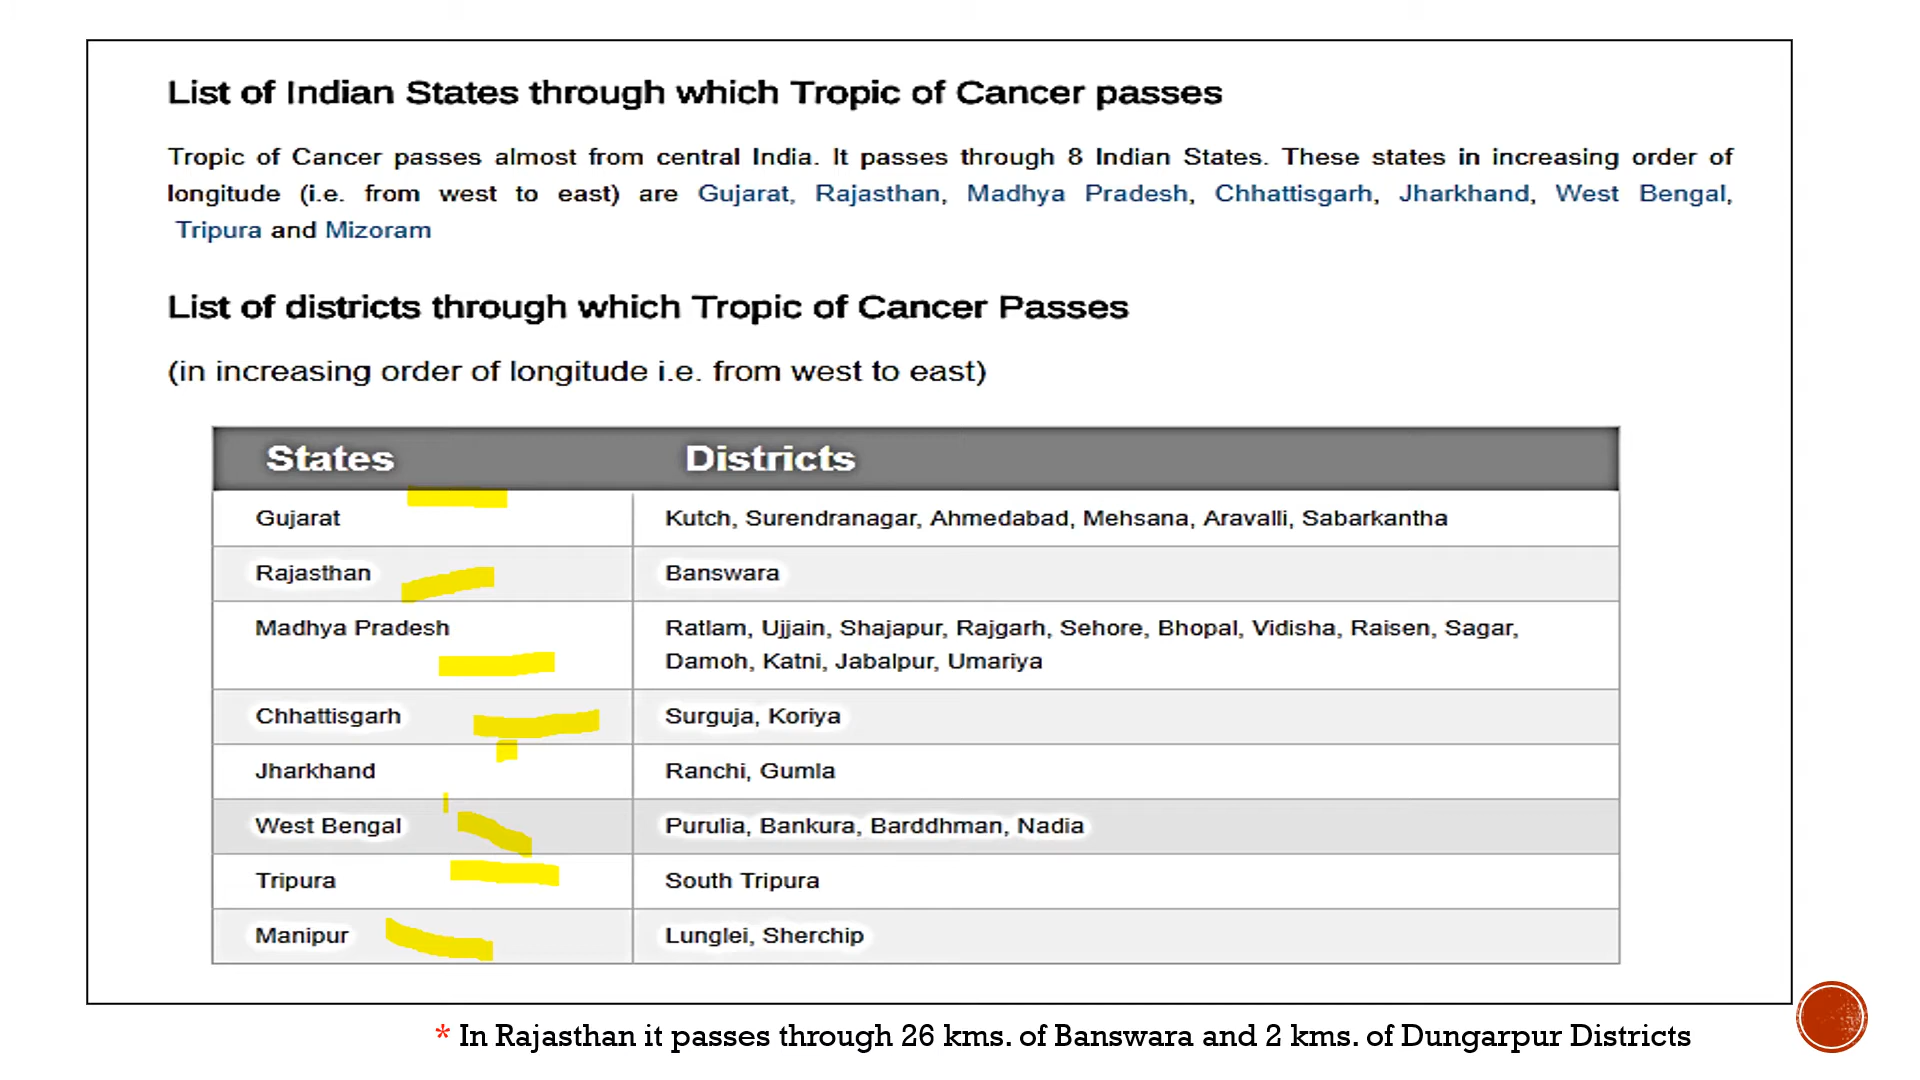 List of Indian States through which Tropic of Cancer passes
Tropic of Cancer passes almost from central India. It passes through 8 Indian States. These states in increasing order of
longitude (i.e. from west to east) are Gujarat, Rajasthan, Madhya Pradesh, Chhattisgarh, Jharkhand, West Bengal,
Tripura and Mizoram
List of districts through which Tropic of Cancer Passes
(in increasing order of longitude i.e. from west to east)
States Districts
Gujarat Kutch, Surendranagar, Ahmedabad, Mehsana, Aravalli, Sabarkantha
Rajasthan Banswara
Madhya Pradesh Ratlam, Ujjain, Shajapur, Rajgarh, Sehore, Bhopal, Vidisha, Raisen, Sagar,
Damoh, Katni, Jabalpur, Umariya
Chhattisgarh Surguja, Koriya
Jharkhand Ranchi, Gumla
West Bengal Purulia, Bankura, Barddhman, Nadia
Tripura South Tripura
Manipur Lunglei, Sherchip
* In Rajasthan it passes through 26 kms. of Banswara and 2 kms. of Dungarpur Districts